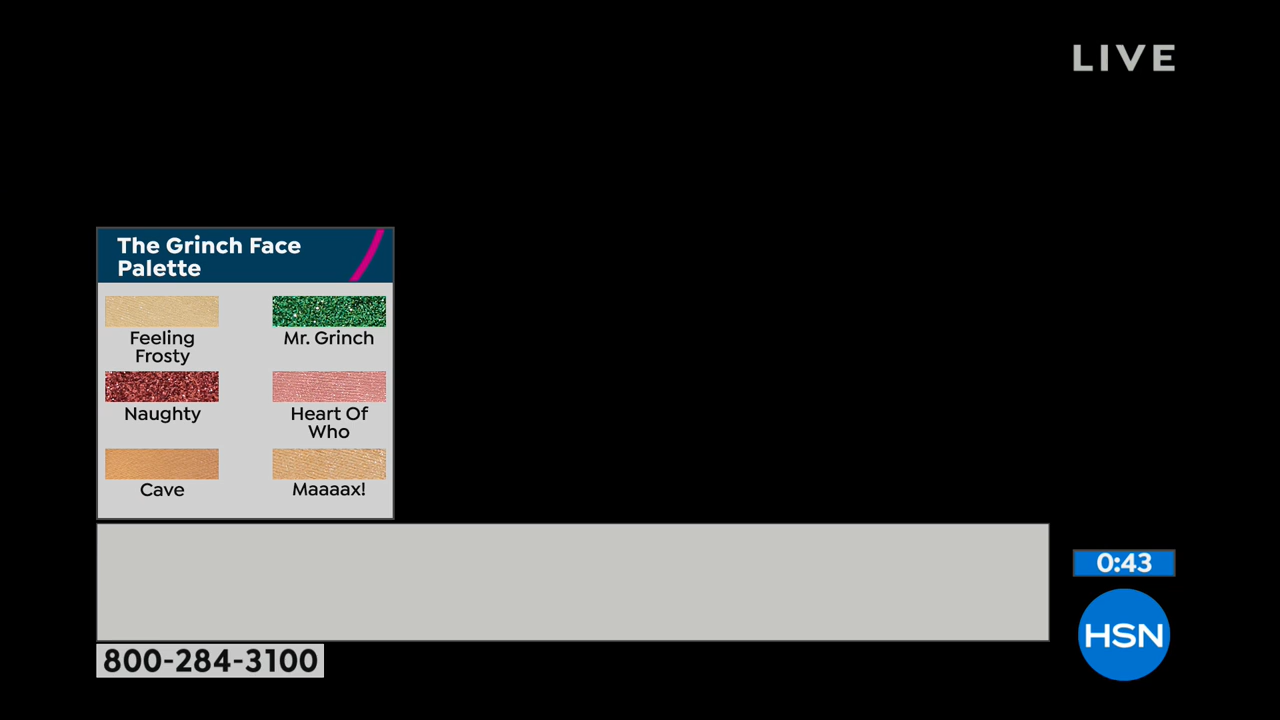 LIVE
The Grinch Face
Palette
Feeling
Frosty
Mr. Grinch
Naughty
Heart Of
Who
Cave
Maaaax!
0:43
HSN
800-284-3100